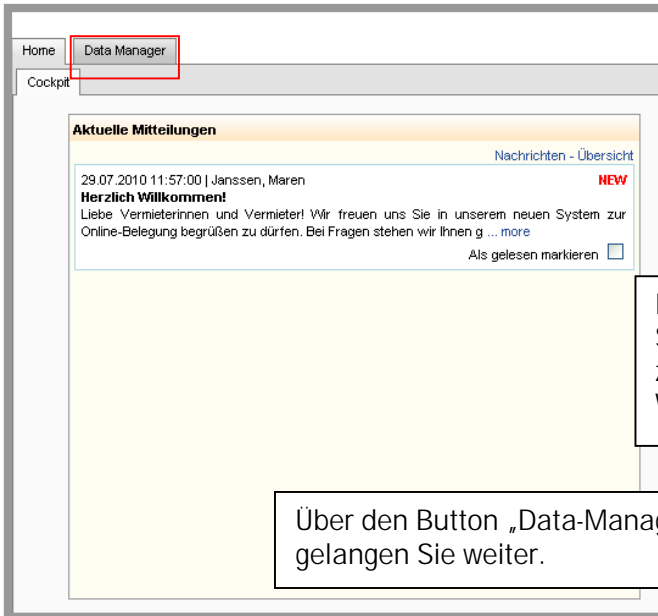 Home Data Manager
Cockpit
Aktuelle Mitteilungen
Nachrichten - Übersicht
29.07.2010 11:57:00 | Janssen, Maren NEW
Herzlich Willkommen!
Liebe Vermieterinnen und Vermieter! Wir freuen uns Sie in unserem neuen System zur
Online-Belegung begrüßen zu dürfen. Bei Fragen stehen wir Ihnen g ... more
Als gelesen markieren
Über den Button „Data-Manag
gelangen Sie weiter.